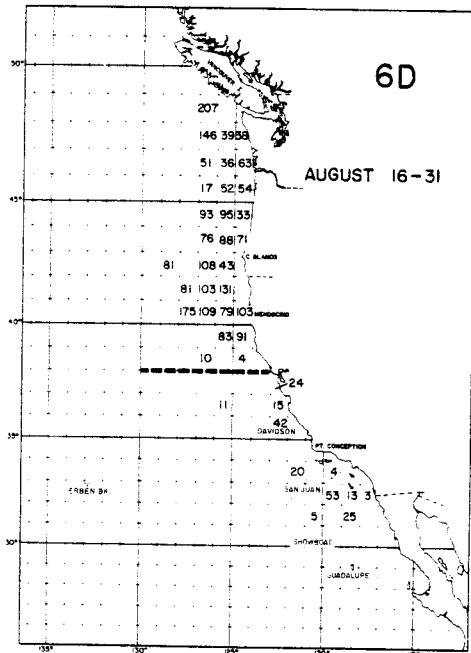 6D
50°
VANCOUVER
207
146 39 38
51 36 63
AUGUST 16-31
17 52 54
45°
93 95 33
76 88 71
C. BLANCO
81 108 43
81 103 131
175 109 79 103 MENDOCINO
40°
83 91
10 4
24
11 15
42
DAVIDSON
35°
PT. CONCEPTION
20 4
ERBEN BK.
SAN JUAN
53 13 3
5 25
30°
SHOWBOAT
GUADALUPE
135° 130°